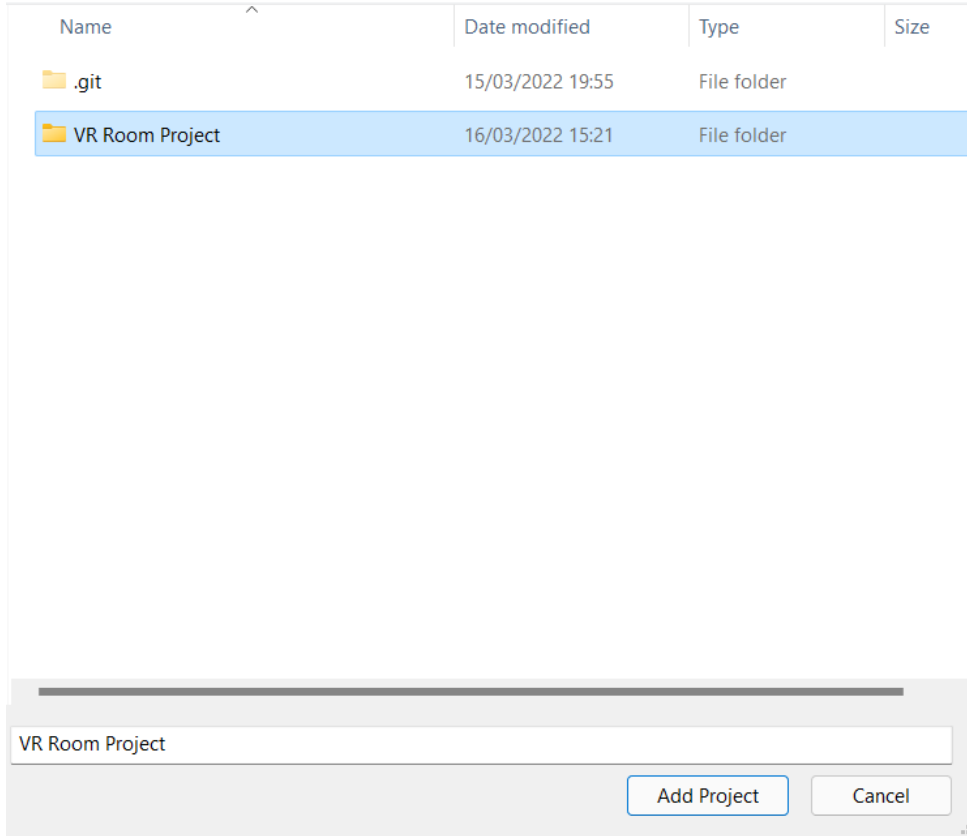 Name Date modified Type Size
.git 15/03/2022 19:55 File folder
VR Room Project 16/03/2022 15:21 File folder
VR Room Project
Add Project Cancel